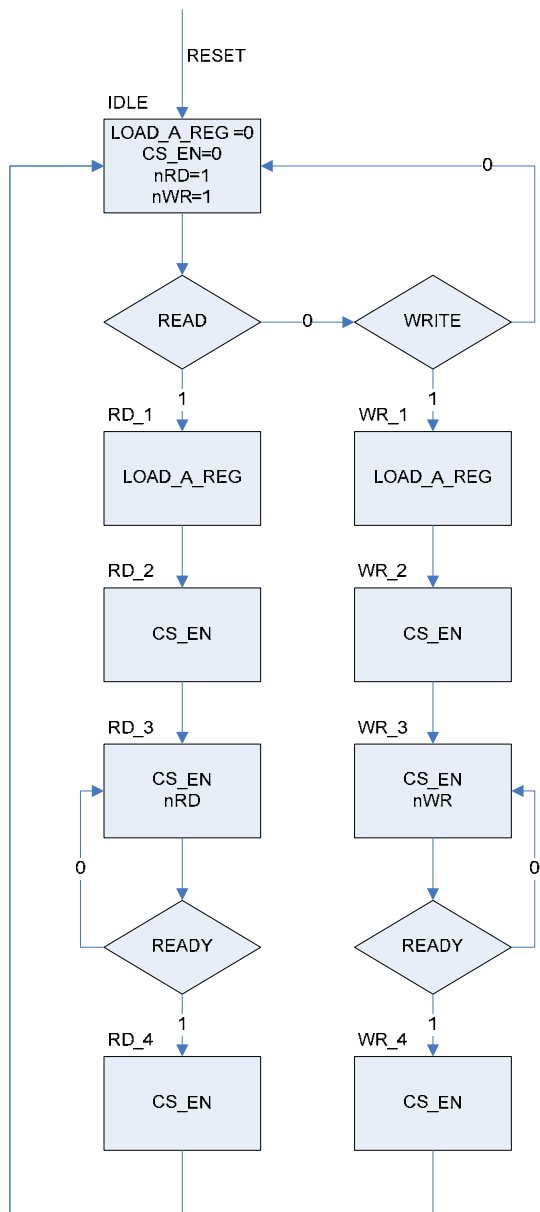 RESET
IDLE
LOAD_A_REG =0
CS_EN=0
nRD=1
nWR=1
0
READ
0
WRITE
1
1
RD_1
WR_1
LOAD_A_REG
LOAD_A_REG
RD_2
WR_2
CS_EN
CS_EN
RD_3
WR_3
CS_EN
nRD
CS_EN
nWR
0
0
READY
READY
1
1
RD_4
WR_4
CS_EN
CS_EN